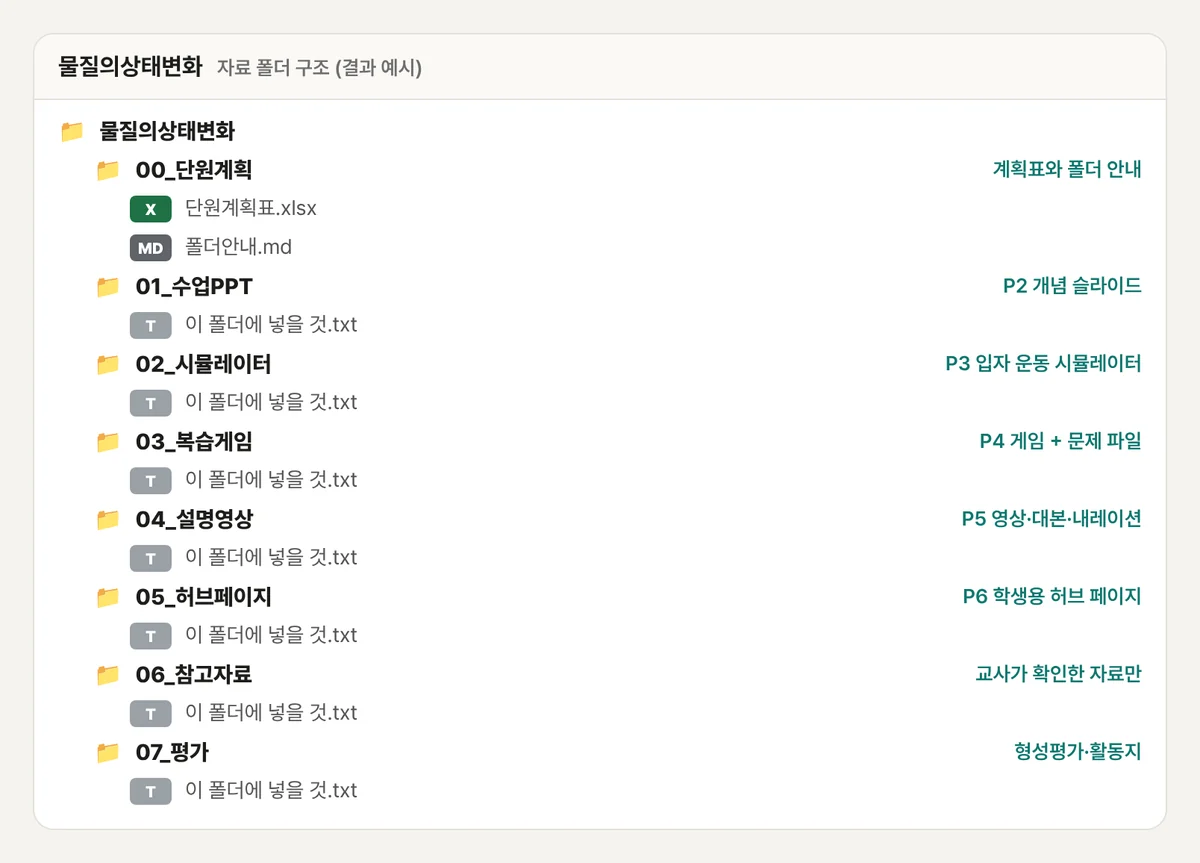 물질의상태변화 자료 폴더 구조 (결과 예시)
물질의상태변화
00_단원계획 계획표와 폴더 안내
X 단원계획표.xlsx
MD 폴더안내.md
01_수업PPT P2 개념 슬라이드
T 이 폴더에 넣을 것.txt
02_시뮬레이터 P3 입자 운동 시뮬레이터
T 이 폴더에 넣을 것.txt
03_복습게임 P4 게임 + 문제 파일
T 이 폴더에 넣을 것.txt
04_설명영상 P5 영상·대본·내레이션
T 이 폴더에 넣을 것.txt
05_허브페이지 P6 학생용 허브 페이지
T 이 폴더에 넣을 것.txt
06_참고자료 교사가 확인한 자료만
T 이 폴더에 넣을 것.txt
07_평가 형성평가·활동지
T 이 폴더에 넣을 것.txt